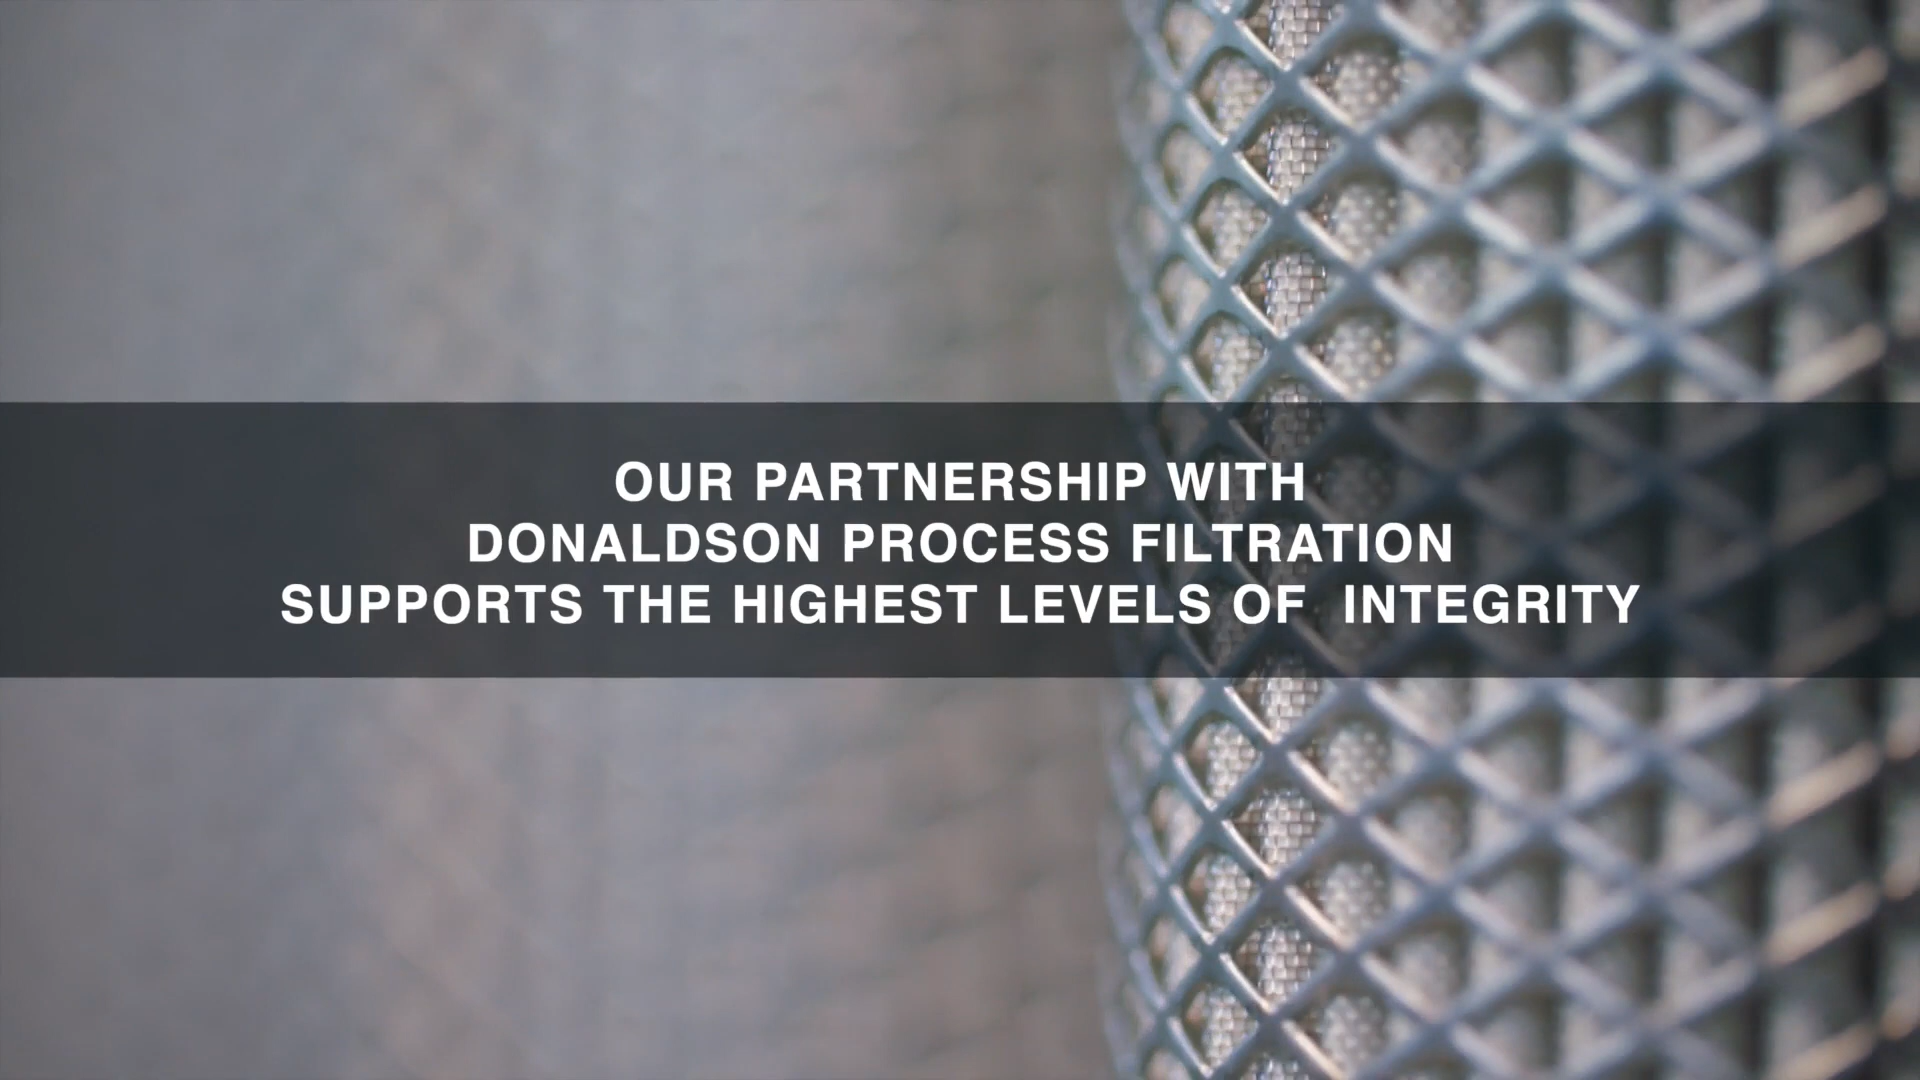 OUR PARTNERSHIP WITH
DONALDSON PROCESS FILTRATION
SUPPORTS THE HIGHEST LEVELS OF  INTEGRITY